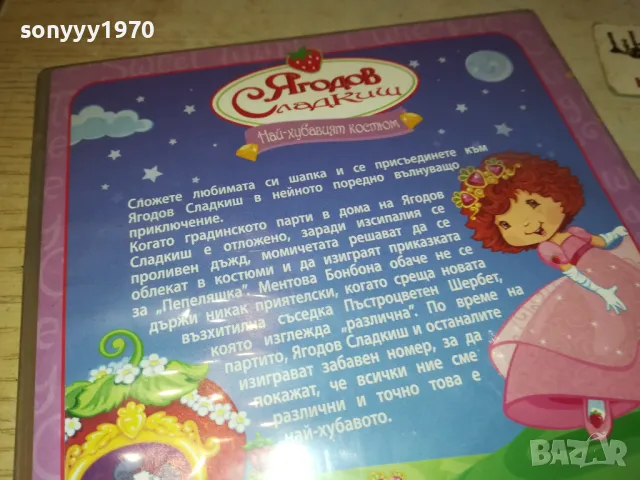 sonyyy1970
Ягодов
Сладкиш
Най-хубавият костюм
Сложете любимата си шапка и се присъединете към
Ягодов Сладкиш в нейното поредно вълнуващо
приключение.
Когато градинското парти в дома на Ягодов
Сладкиш е отложено, заради изсипалия се
проливен дъжд, момичетата решават да се
облекат в костюми и да изиграят приказката
за „Пепеляшка”. Ментова Бонбона обаче не се
държи никак приятелски, когато среща новата
възхитилна съседка Пъстроцветен Шербет,
която изглежда „различна”. По време на
партито, Ягодов Сладкиш и останалите
изиграват забавен номер, за да
покажат, че всички ние сме
различни и точно това е
най-хубавото.
BAZAR